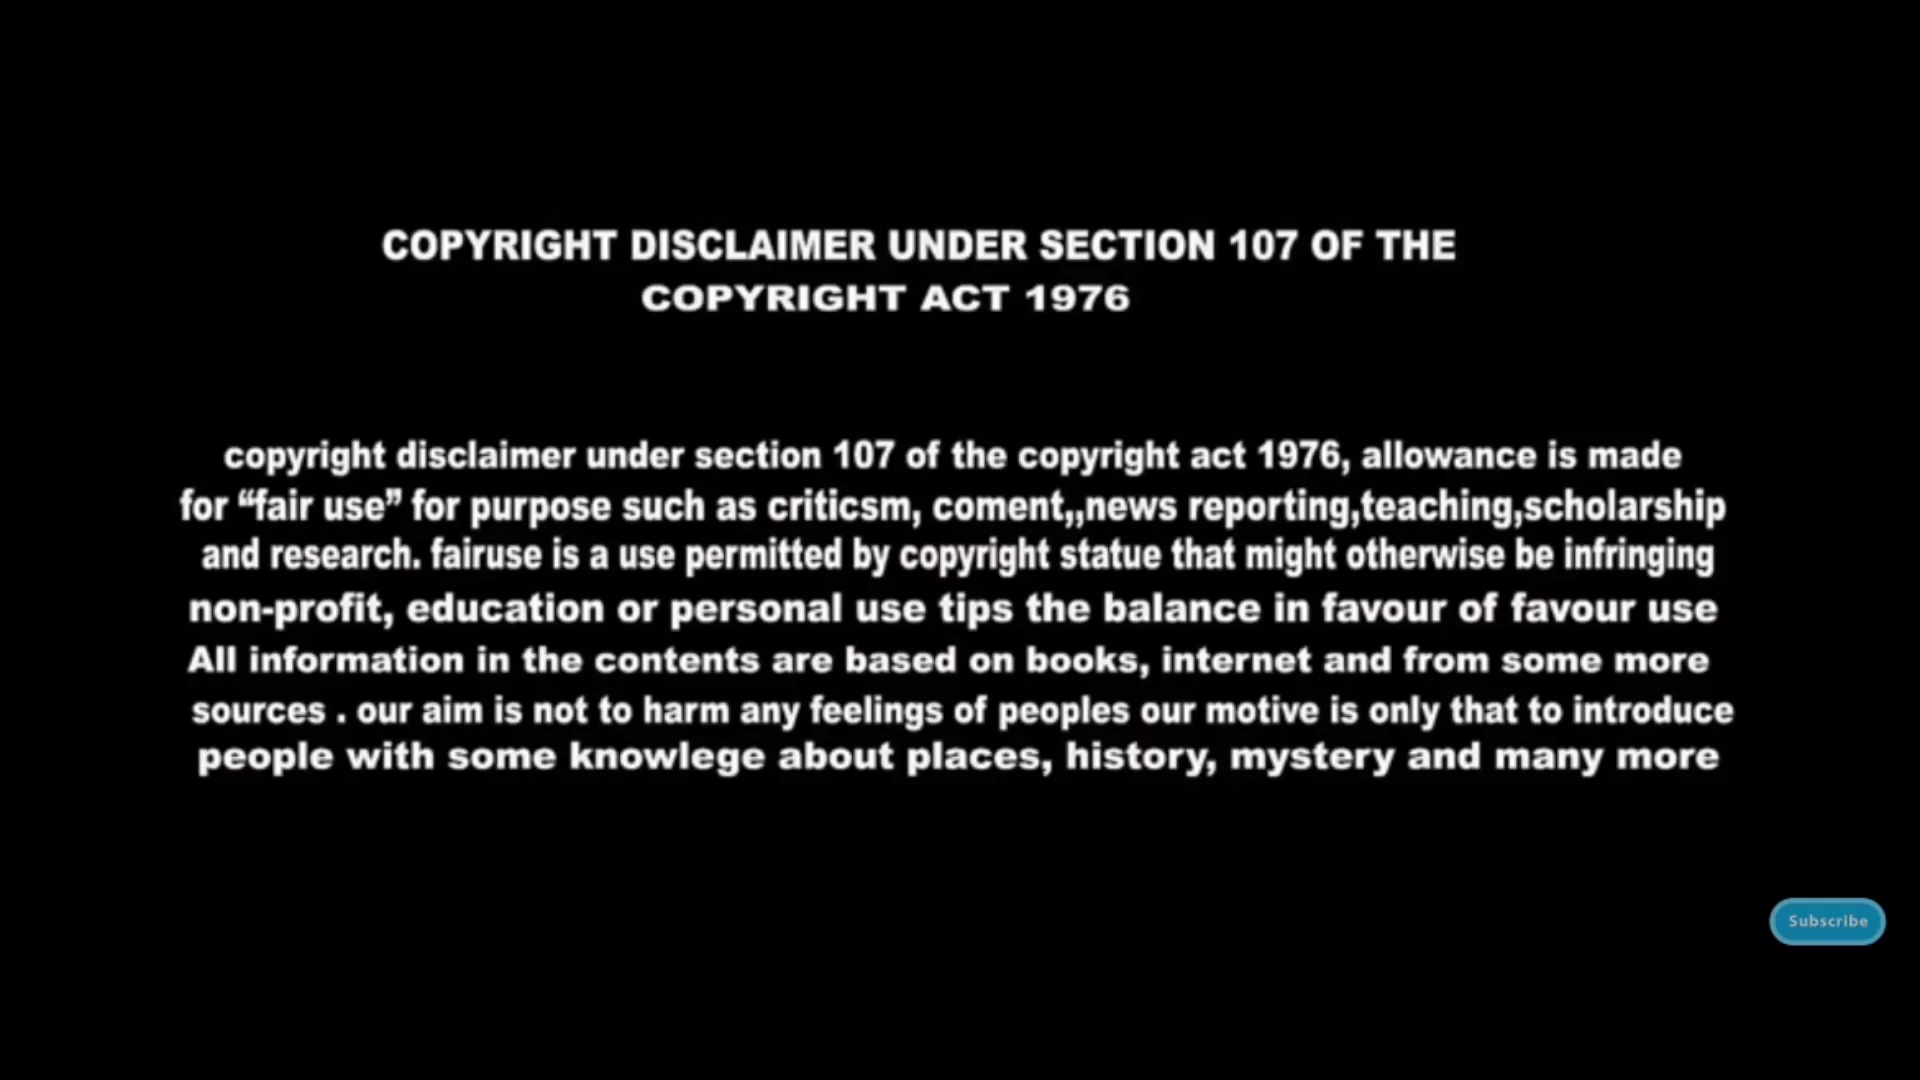 COPYRIGHT DISCLAIMER UNDER SECTION 107 OF THE
COPYRIGHT ACT 1976
copyright disclaimer under section 107 of the copyright act 1976, allowance is made
for “fair use” for purpose such as criticsm, coment,,news reporting,teaching,scholarship
and research. fairuse is a use permitted by copyright statue that might otherwise be infringing
non-profit, education or personal use tips the balance in favour of favour use
All information in the contents are based on books, internet and from some more
sources . our aim is not to harm any feelings of peoples our motive is only that to introduce
people with some knowlege about places, history, mystery and many more
Subscribe